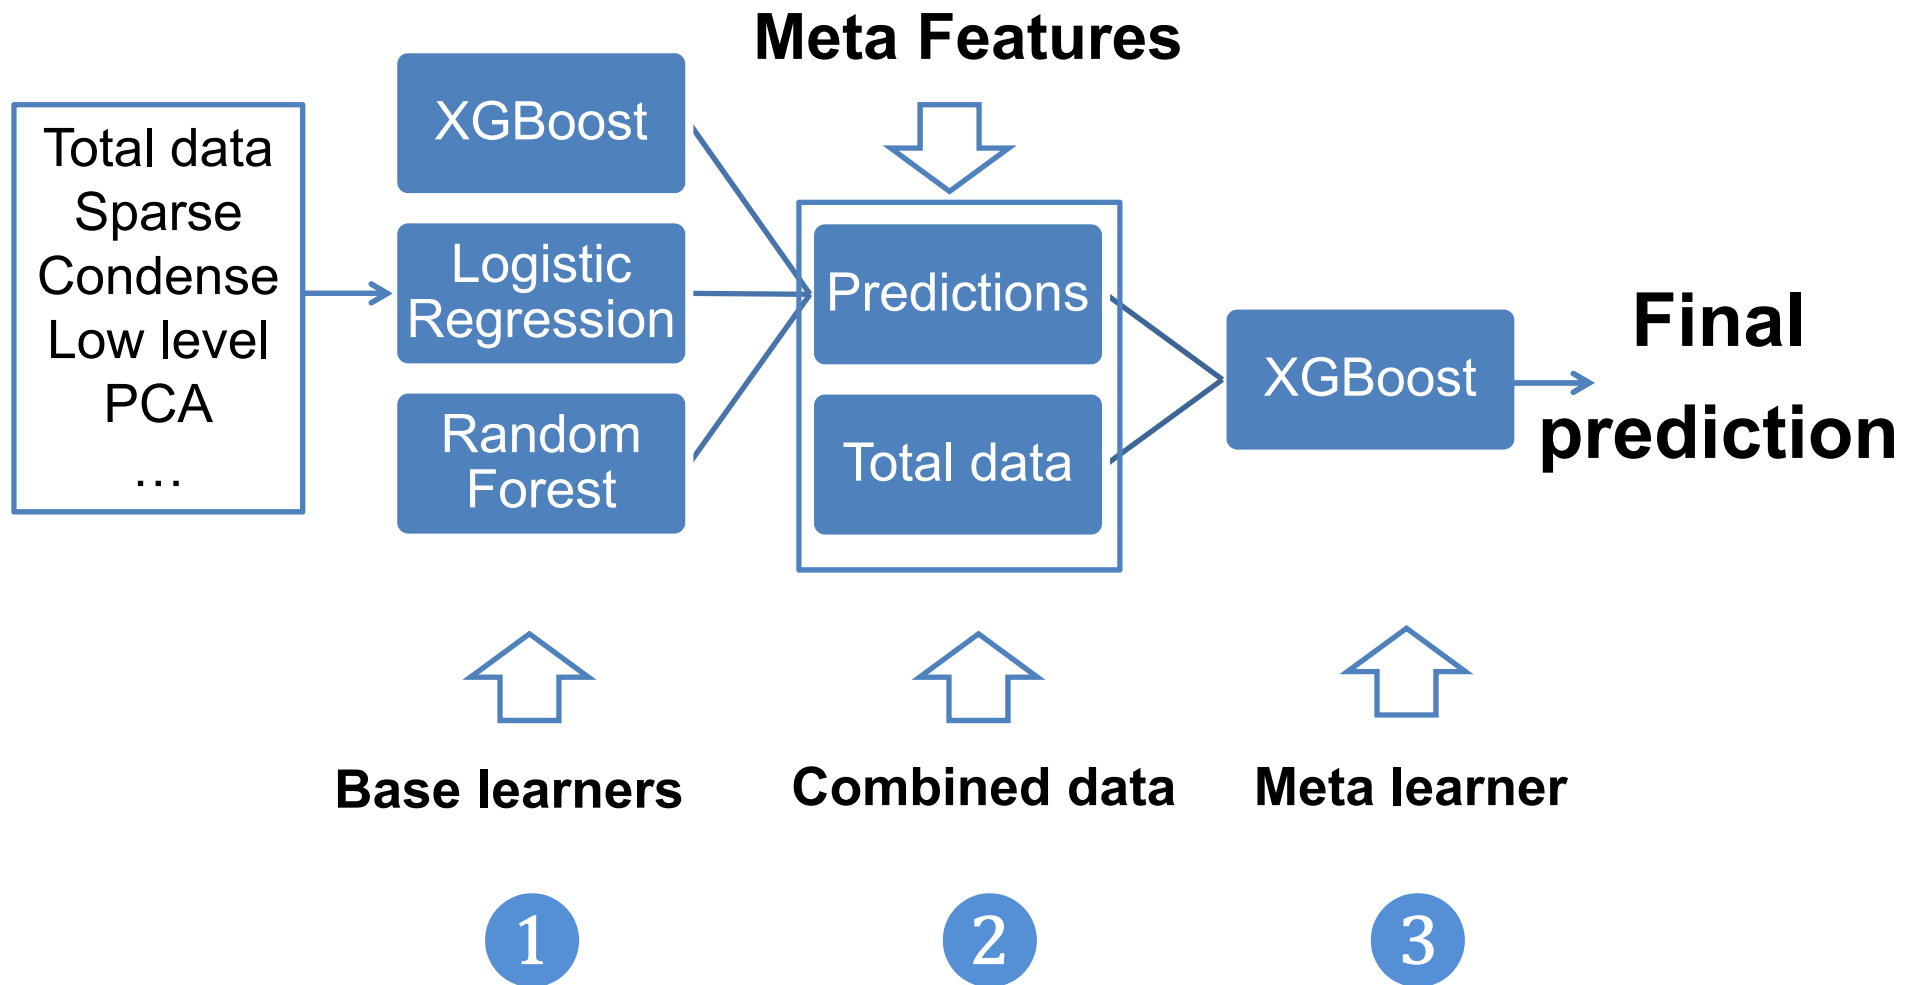 Meta Features
Total data
Sparse
Condense
Low level
PCA
…
XGBoost
Logistic
Regression
Random
Forest
Predictions
Total data
XGBoost
Final
prediction
Base learners
Combined data
Meta learner
1
2
3